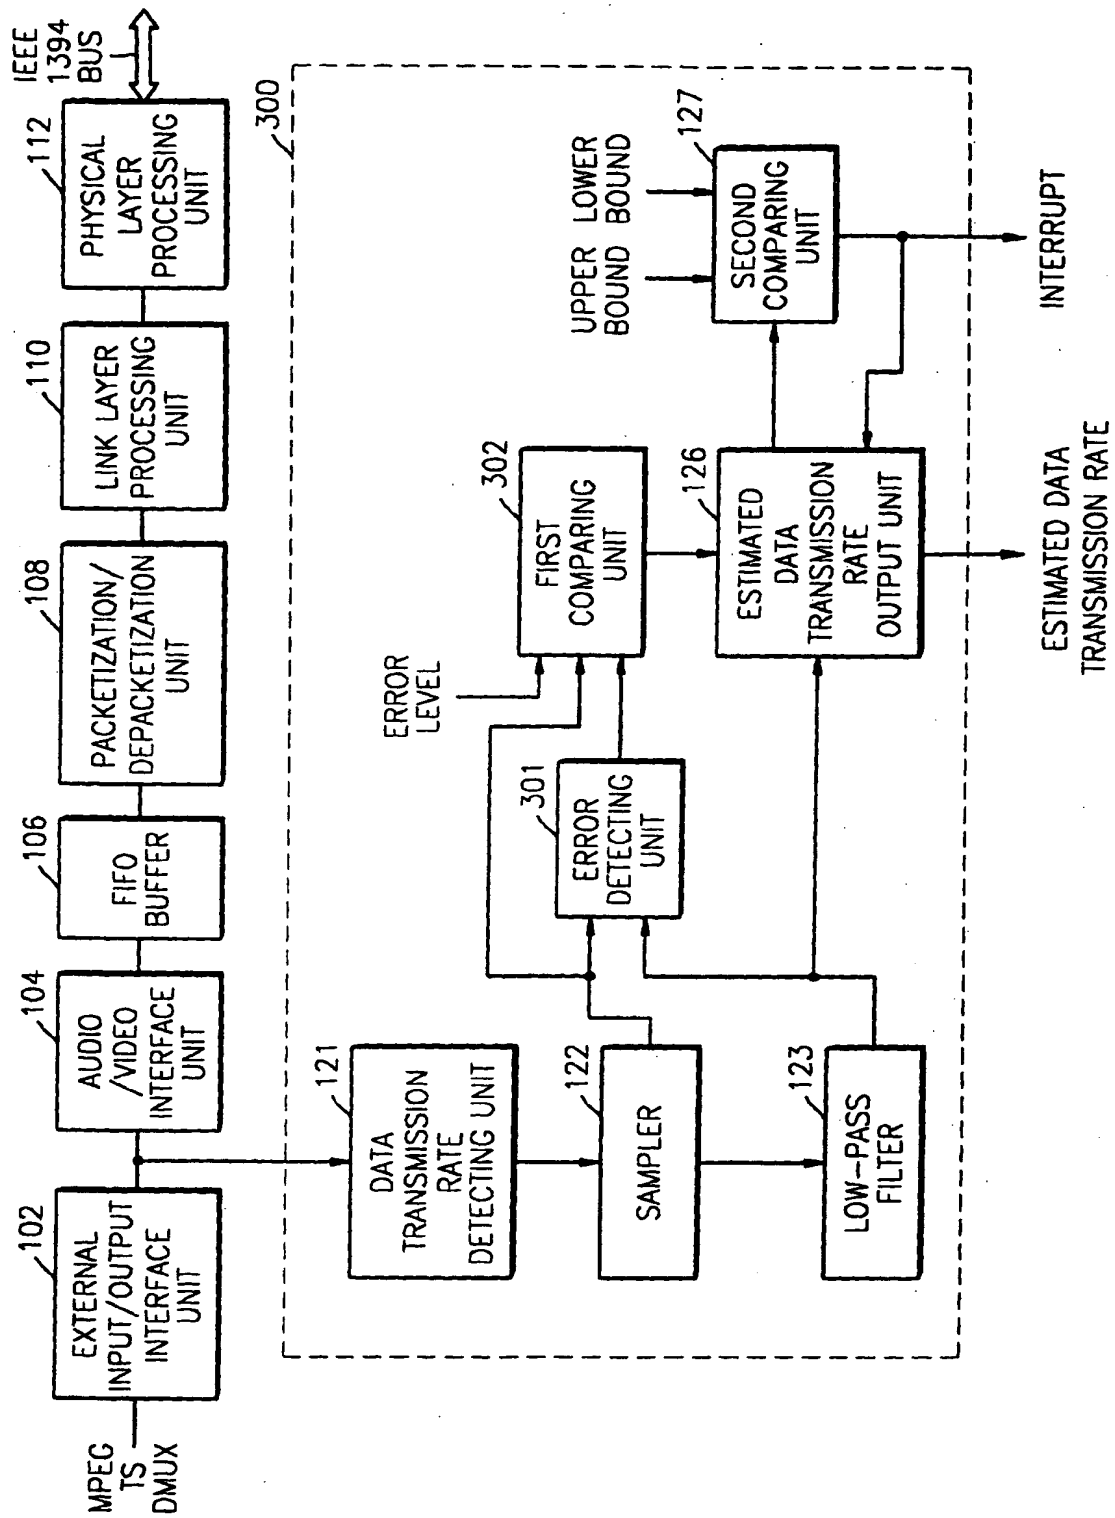 MPEG
TS
DMUX
102
EXTERNAL
INPUT/OUTPUT
INTERFACE
UNIT
104
AUDIO
/VIDEO
INTERFACE
UNIT
106
FIFO
BUFFER
108
PACKETIZATION/
DEPACKETIZATION
UNIT
110
LINK LAYER
PROCESSING
UNIT
112
PHYSICAL
LAYER
PROCESSING
UNIT
IEEE
1394
BUS
300
121
DATA
TRANSMISSION
RATE
DETECTING UNIT
122
SAMPLER
123
LOW-PASS
FILTER
301
ERROR
DETECTING
UNIT
ERROR
LEVEL
302
FIRST
COMPARING
UNIT
126
ESTIMATED
DATA
TRANSMISSION
RATE
OUTPUT UNIT
UPPER
BOUND
LOWER
BOUND
127
SECOND
COMPARING
UNIT
ESTIMATED DATA
TRANSMISSION RATE
INTERRUPT